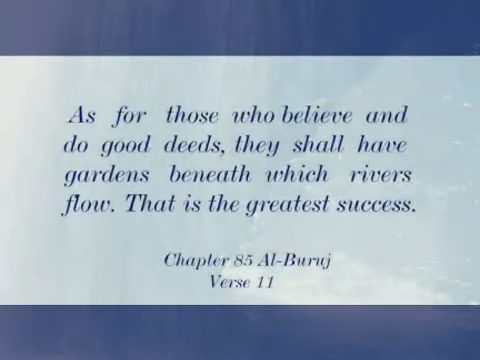 As for those who believe and
do good deeds, they shall have
gardens beneath which rivers
flow. That is the greatest success.
Chapter 85 Al-Buruj
Verse 11